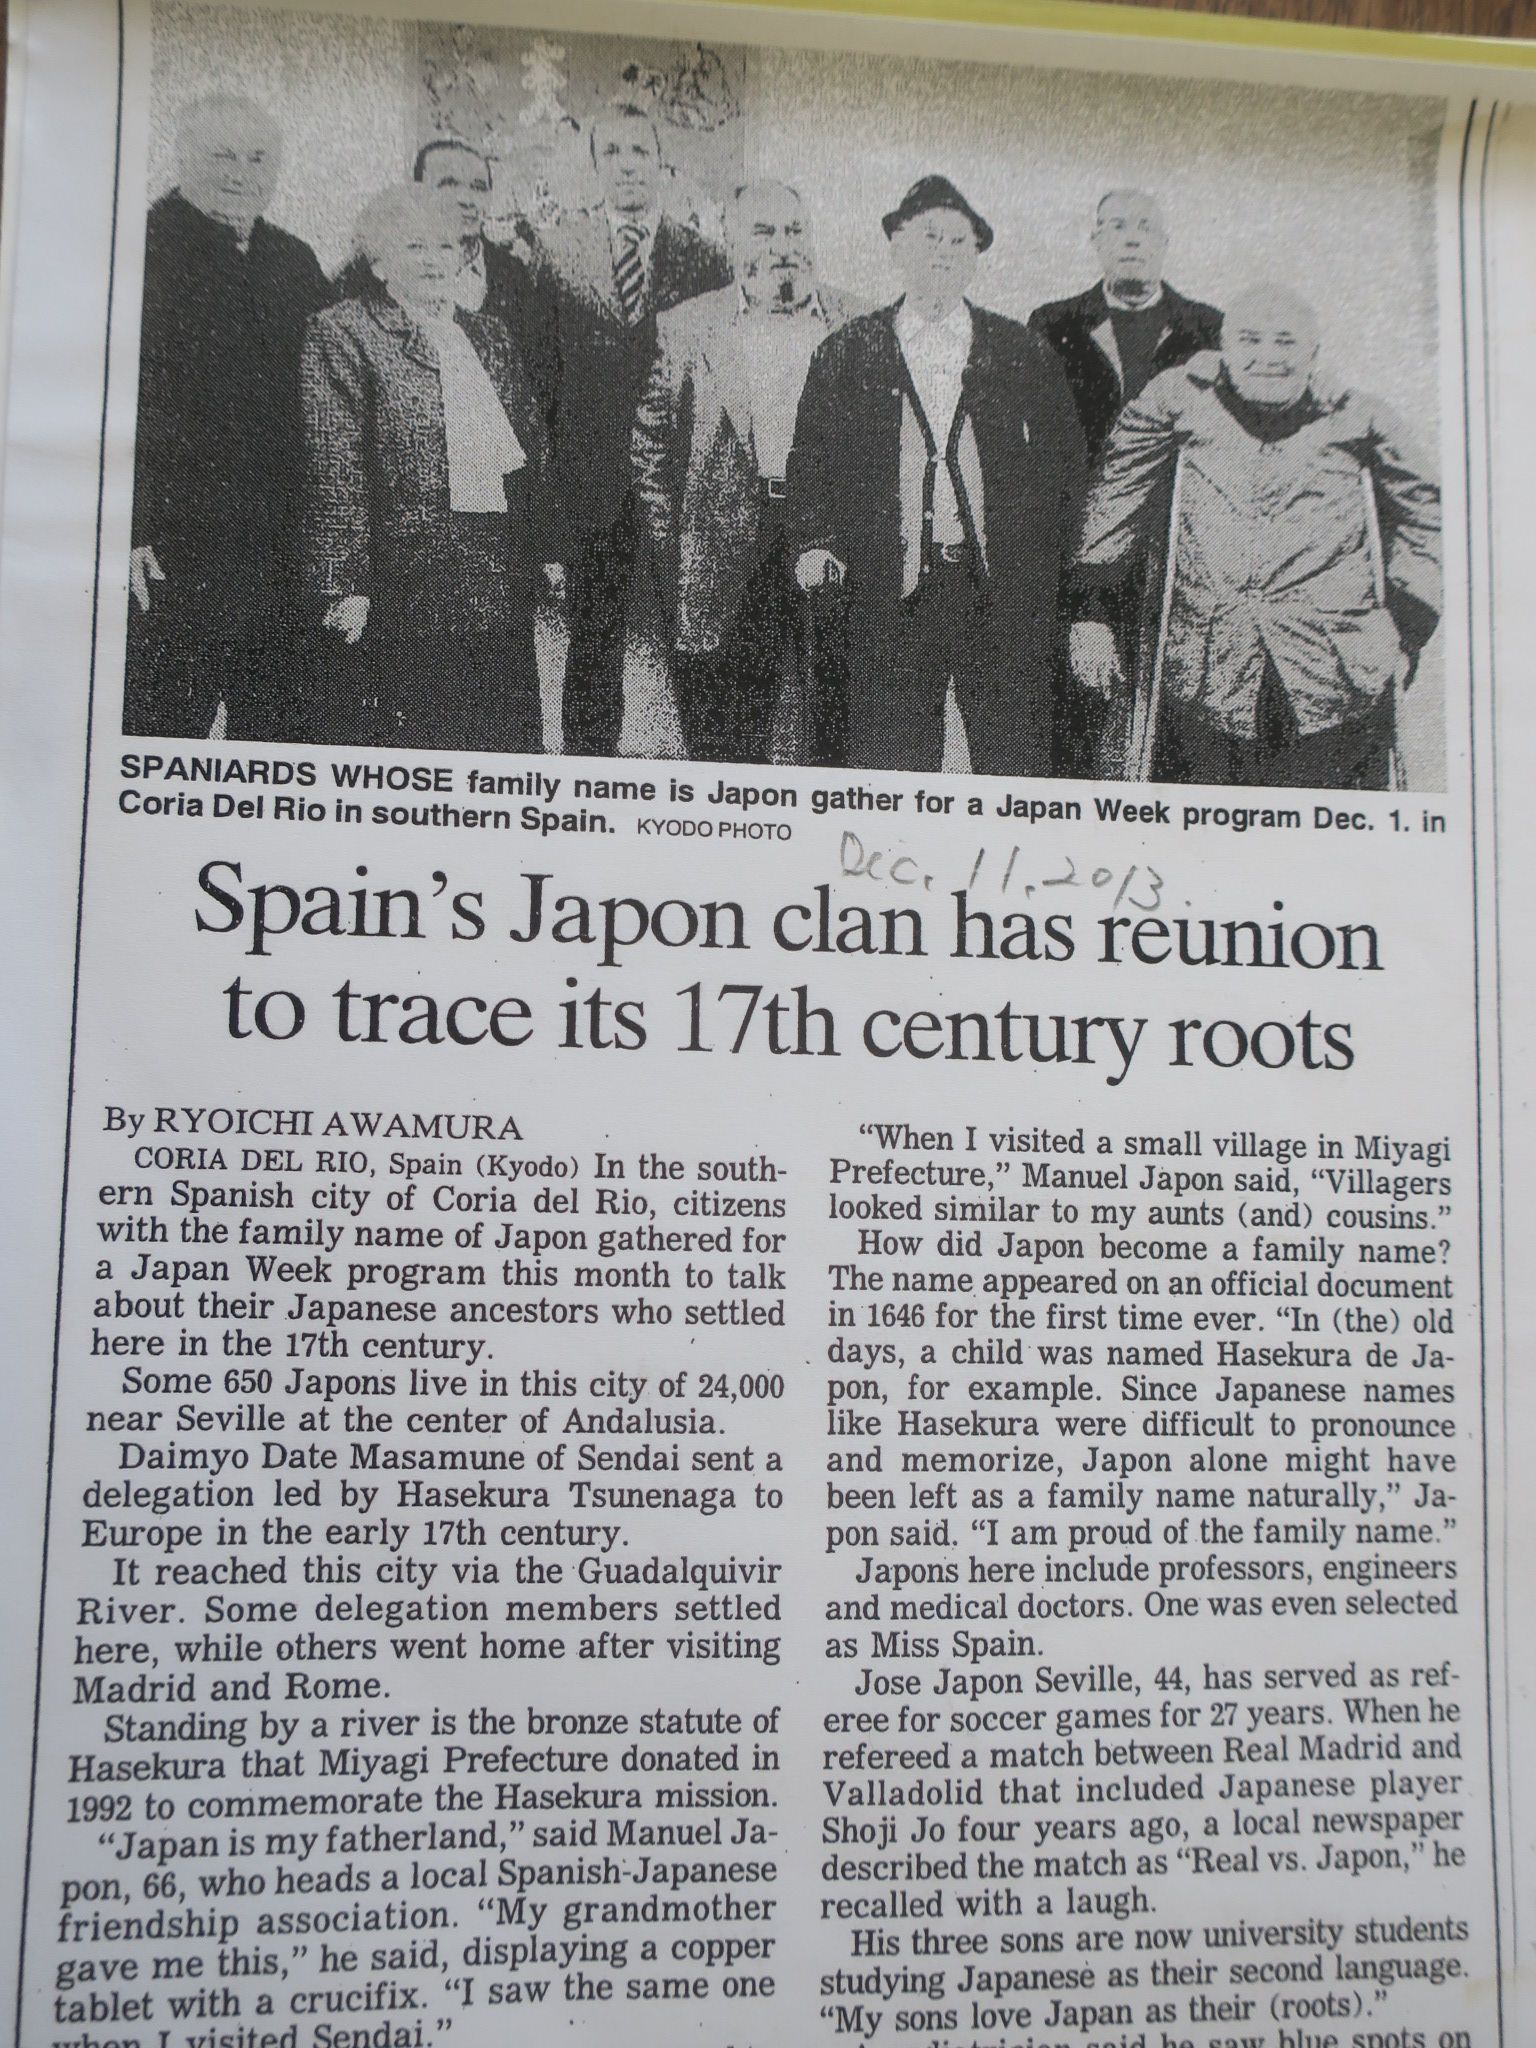 SPANIARDS WHOSE family name is Japon gather for a Japan Week program Dec. 1. in
Coria Del Rio in southern Spain. KYODO PHOTO
Dec. 11. 2013
Spain's Japon clan has reunion
to trace its 17th century roots
By RYOICHI AWAMURA
CORIA DEL RIO, Spain (Kyodo) In the south-
ern Spanish city of Coria del Rio, citizens
with the family name of Japon gathered for
a Japan Week program this month to talk
about their Japanese ancestors who settled
here in the 17th century.
Some 650 Japons live in this city of 24,000
near Seville at the center of Andalusia.
Daimyo Date Masamune of Sendai sent a
delegation led by Hasekura Tsunenaga to
Europe in the early 17th century.
It reached this city via the Guadalquivir
River. Some delegation members settled
here, while others went home after visiting
Madrid and Rome.
Standing by a river is the bronze statute of
Hasekura that Miyagi Prefecture donated in
1992 to commemorate the Hasekura mission.
"Japan is my fatherland," said Manuel Ja-
pon, 66, who heads a local Spanish-Japanese
friendship association. "My grandmother
gave me this," he said, displaying a copper
tablet with a crucifix. "I saw the same one
when I visited Sendai."
"When I visited a small village in Miyagi
Prefecture," Manuel Japon said, "Villagers
looked similar to my aunts (and) cousins."
How did Japon become a family name?
The name appeared on an official document
in 1646 for the first time ever. "In (the) old
days, a child was named Hasekura de Ja-
pon, for example. Since Japanese names
like Hasekura were difficult to pronounce
and memorize, Japon alone might have
been left as a family name naturally," Ja-
pon said. "I am proud of the family name."
Japons here include professors, engineers
and medical doctors. One was even selected
as Miss Spain.
Jose Japon Seville, 44, has served as ref-
eree for soccer games for 27 years. When he
refereed a match between Real Madrid and
Valladolid that included Japanese player
Shoji Jo four years ago, a local newspaper
described the match as "Real vs. Japon," he
recalled with a laugh.
His three sons are now university students
studying Japanese as their second language.
"My sons love Japan as their (roots)."
said he saw blue spots on